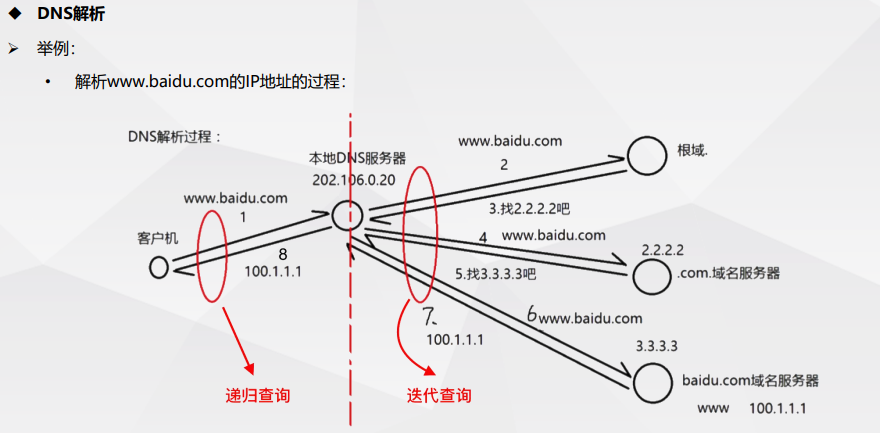 ◆ DNS解析
➢ 举例：
• 解析www.baidu.com的IP地址的过程：
DNS解析过程：
www.baidu.com
2
根域.
本地DNS服务器
202.106.0.20
3.找2.2.2.2吧
www.baidu.com
1
4 www.baidu.com
客户机
8
100.1.1.1
2.2.2.2
.com.域名服务器
5.找3.3.3.3吧
7、
100.1.1.1
6 www.baidu.com
3.3.3.3
baidu.com域名服务器
www 100.1.1.1
递归查询
迭代查询